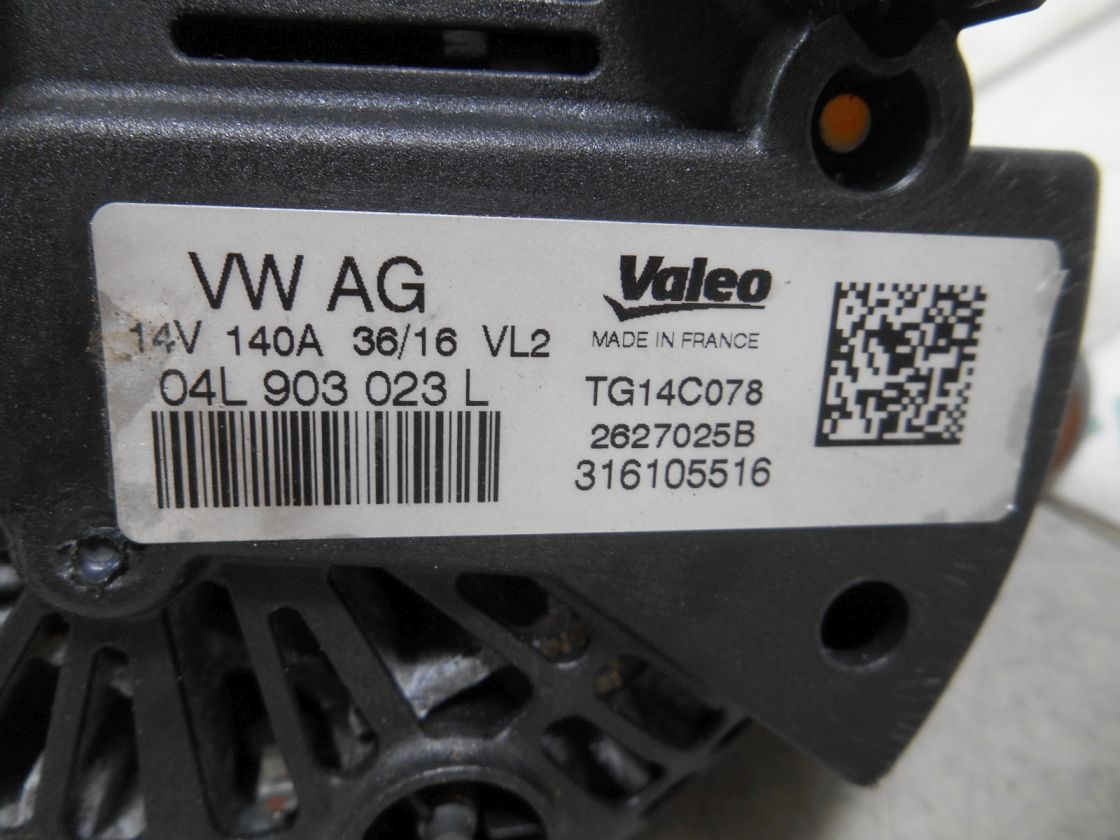 VW AG
14V 140A 36/16 VL2
04L 903 023 L
Valeo
MADE IN FRANCE
TG14C078
2627025B
316105516